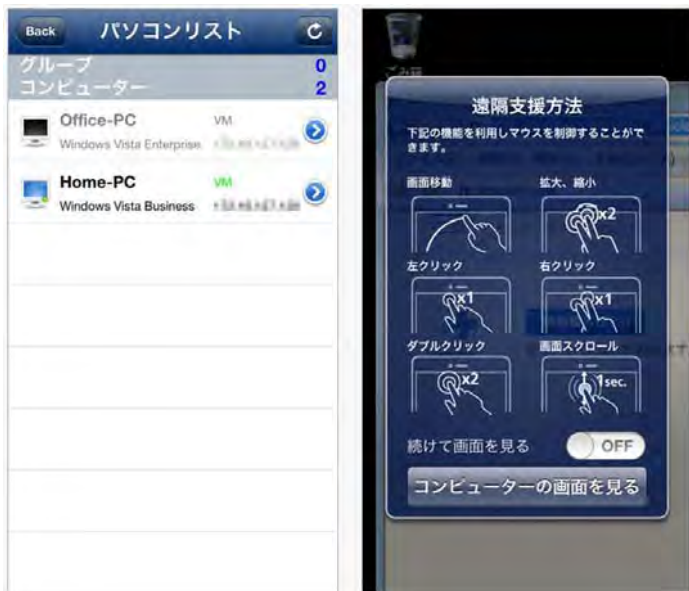 Back
パソコンリスト
グループ 0
コンピューター 2
Office-PC VM
Windows Vista Enterprise
Home-PC VM
Windows Vista Business
ごみ箱
遠隔支援方法
下記の機能を利用しマウスを制御することがで
きます。
画面移動 拡大、縮小
x2
左クリック 右クリック
x1 x1
ダブルクリック 画面スクロール
x2 1sec.
続けて画面を見る OFF
コンピューターの画面を見る